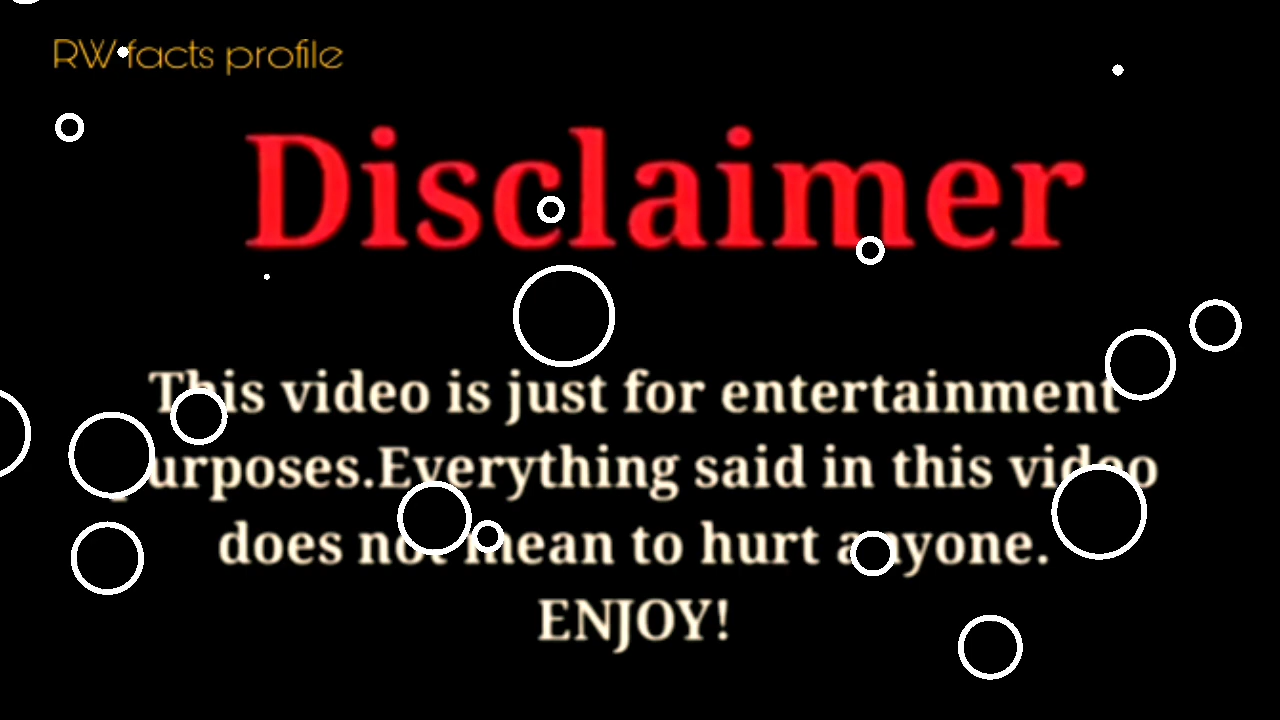 RW facts profile
Disclaimer
This video is just for entertainment
purposes.Everything said in this video
does not mean to hurt anyone.
ENJOY!